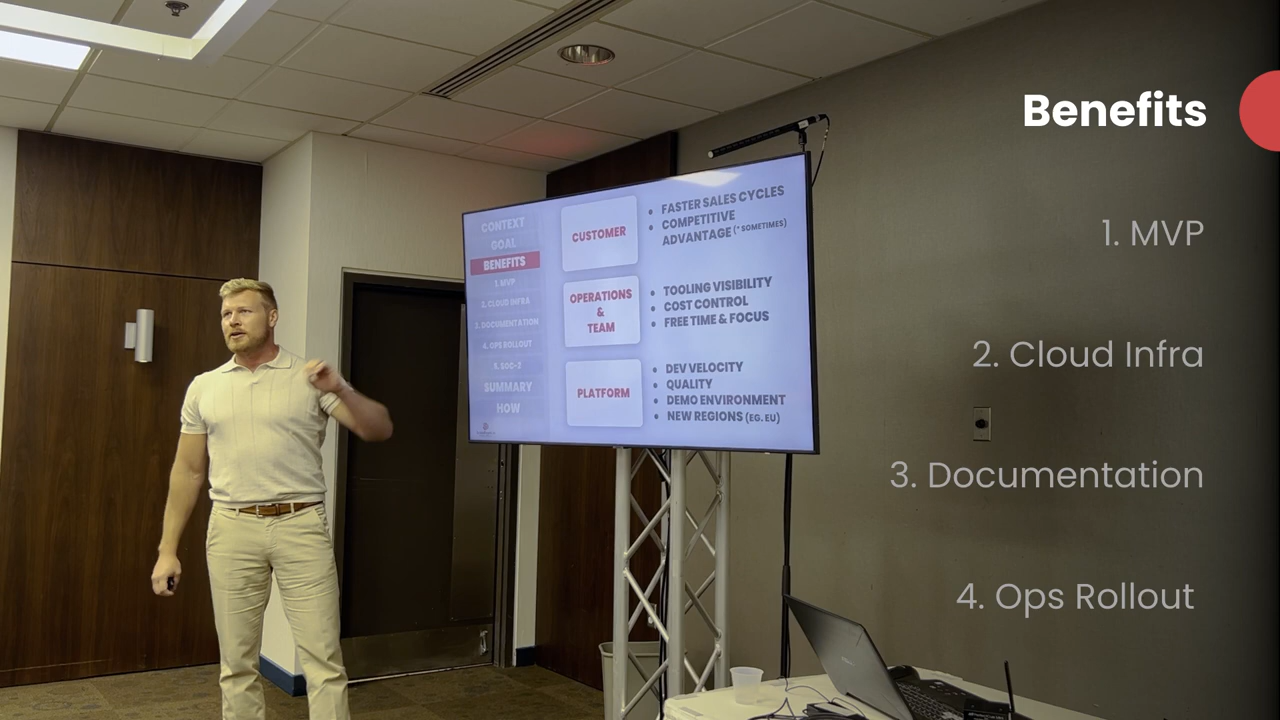 Benefits
1. MVP
2. Cloud Infra
3. Documentation
4. Ops Rollout
CONTEXT
GOAL
BENEFITS
1. MVP
2. CLOUD INFRA
3. DOCUMENTATION
4. OPS ROLLOUT
5. SOC-2
SUMMARY
HOW
CUSTOMER
• FASTER SALES CYCLES
• COMPETITIVE
ADVANTAGE (* SOMETIMES)
OPERATIONS
&
TEAM
• TOOLING VISIBILITY
• COST CONTROL
• FREE TIME & FOCUS
PLATFORM
• DEV VELOCITY
• QUALITY
• DEMO ENVIRONMENT
• NEW REGIONS (EG. EU)